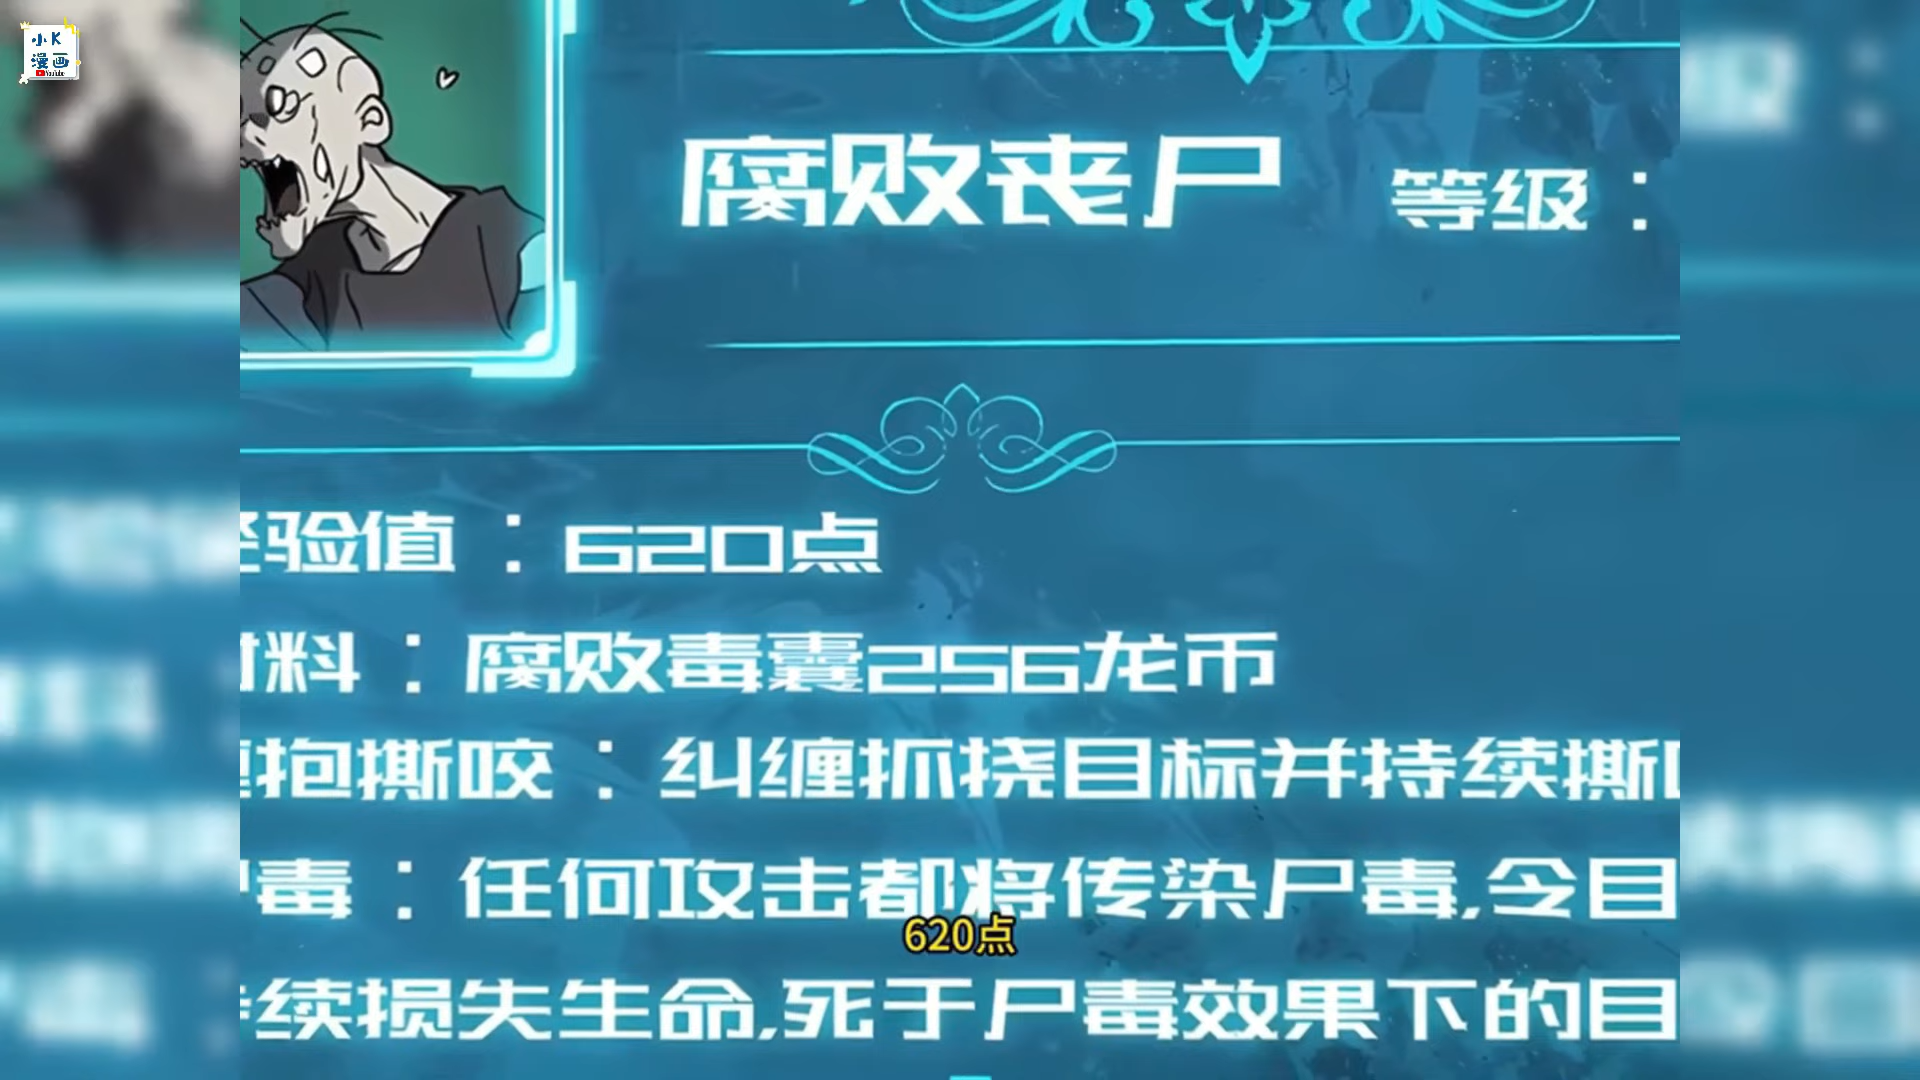 小K
漫画
YouTube
腐败丧尸 等级：
验值：620点
料：腐败毒囊256龙币
抱撕咬：纠缠抓挠目标并持续撕
毒：任何攻击都将传染尸毒,令目
620点
续损失生命,死于尸毒效果下的目